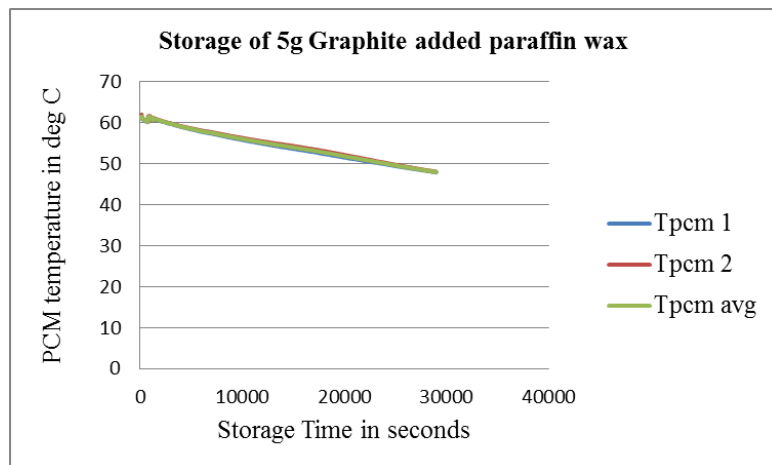 Storage of 5g Graphite added paraffin wax
PCM temperature in deg C
70
60
50
40
30
20
10
0
0 10000 20000 30000 40000
Storage Time in seconds
Tpcm 1
Tpcm 2
Tpcm avg